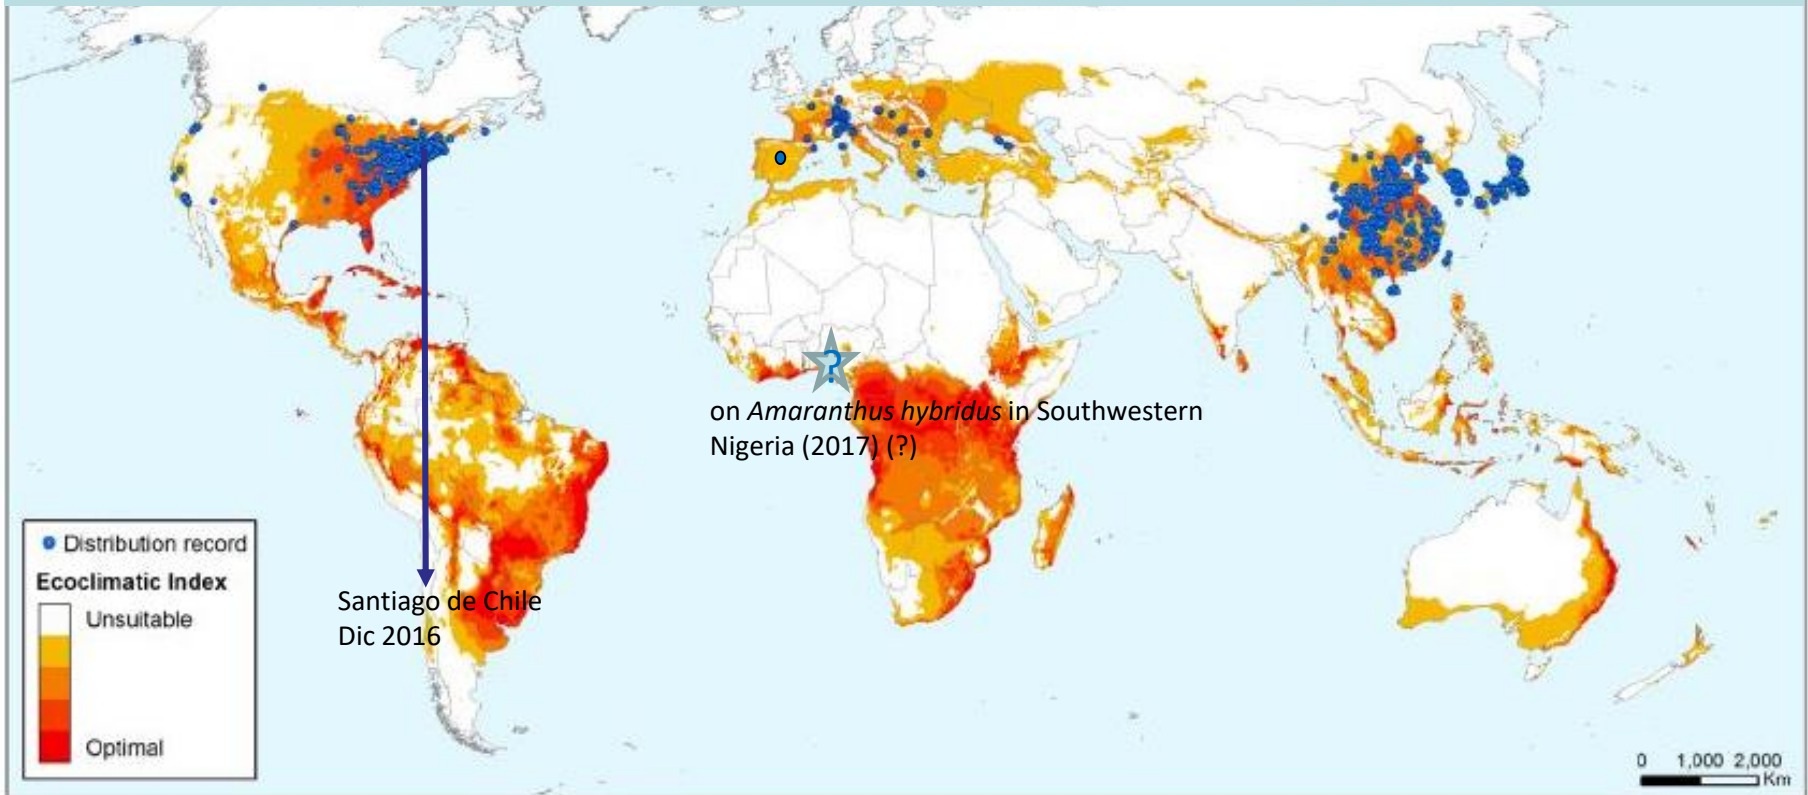 ?
on Amaranthus hybridus in Southwestern
Nigeria (2017) (?)
Santiago de Chile
Dic 2016
Distribution record
Ecoclimatic Index
Unsuitable
Optimal
0 1,000 2,000
Km